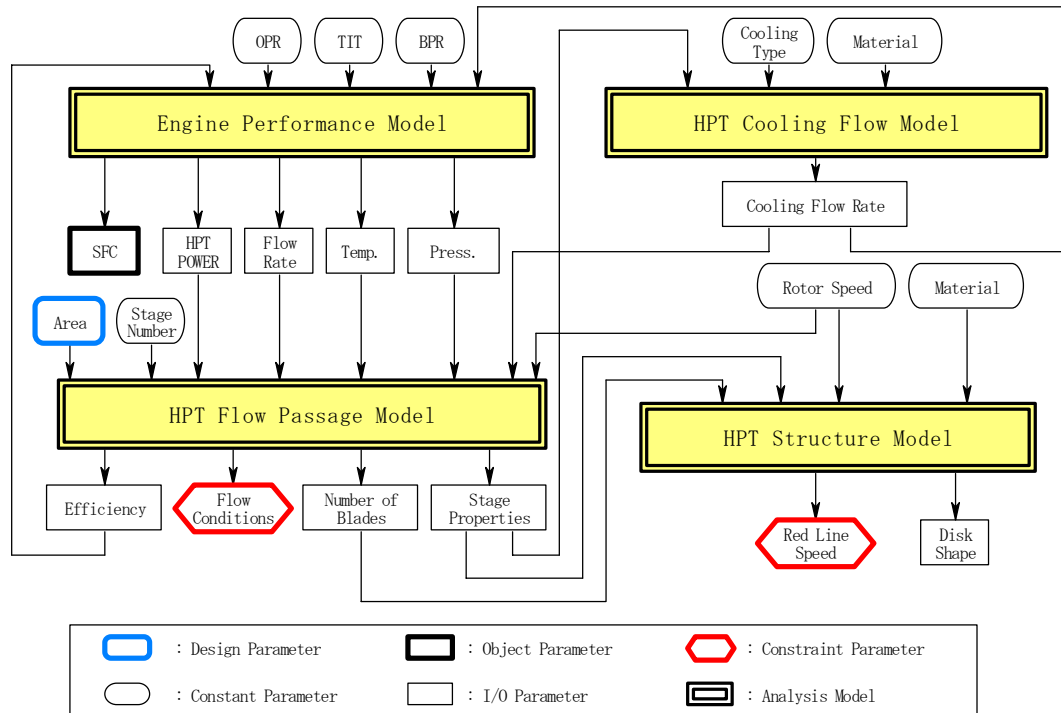 OPR
TIT
BPR
Cooling
Type
Material
Engine Performance Model
HPT Cooling Flow Model
Cooling Flow Rate
SFC
HPT
POWER
Flow
Rate
Temp.
Press.
Rotor Speed
Material
Area
Stage
Number
HPT Flow Passage Model
HPT Structure Model
Efficiency
Flow
Conditions
Number of
Blades
Stage
Properties
Red Line
Speed
Disk
Shape
: Design Parameter
: Object Parameter
: Constraint Parameter
: Constant Parameter
: I/O Parameter
: Analysis Model